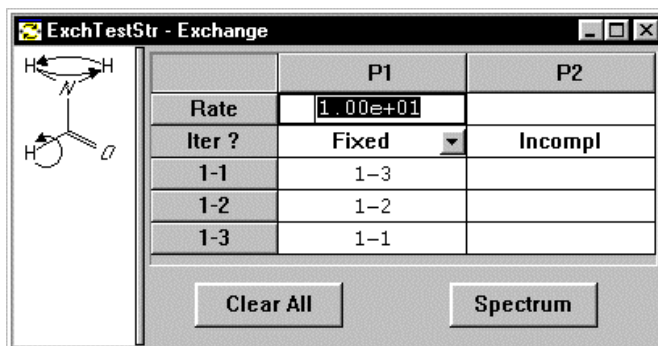 ExchTestStr - Exchange
H H
N
H O
P1 P2
Rate 1.00e+01
Iter ? Fixed Incompl
1-1 1-3
1-2 1-2
1-3 1-1
Clear All Spectrum